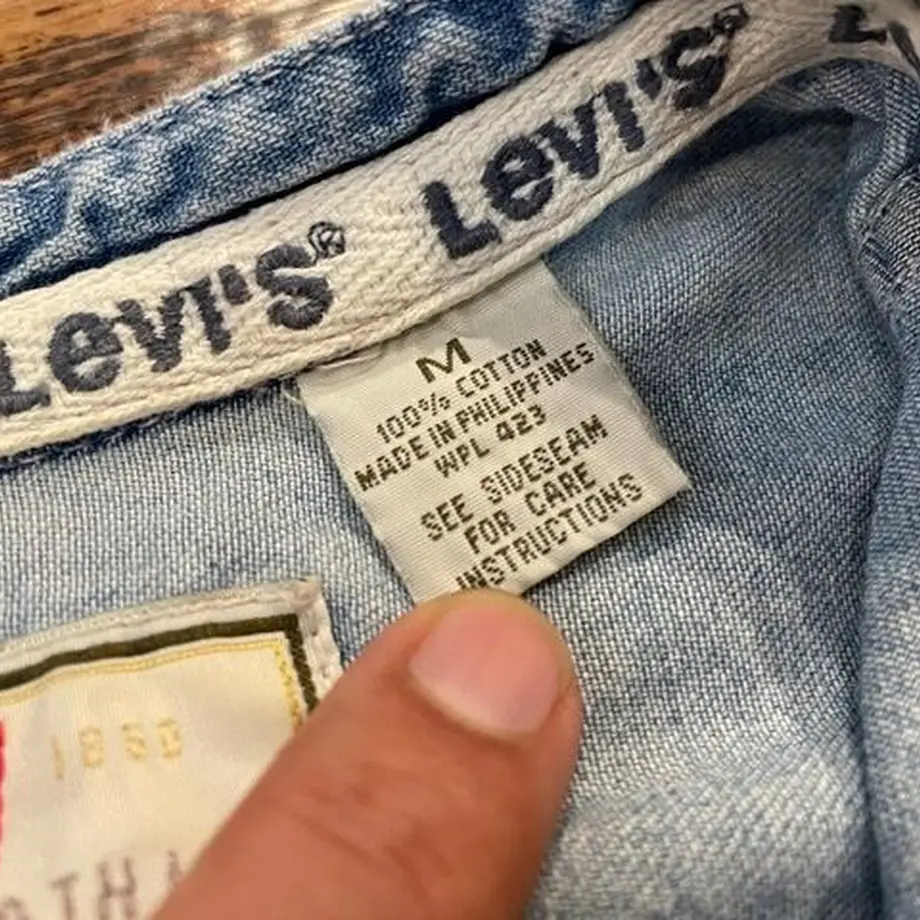 Levi's® Levi's®
M
100% COTTON
MADE IN PHILIPPINES
WPL 423
SEE SIDESEAM
FOR CARE
INSTRUCTIONS